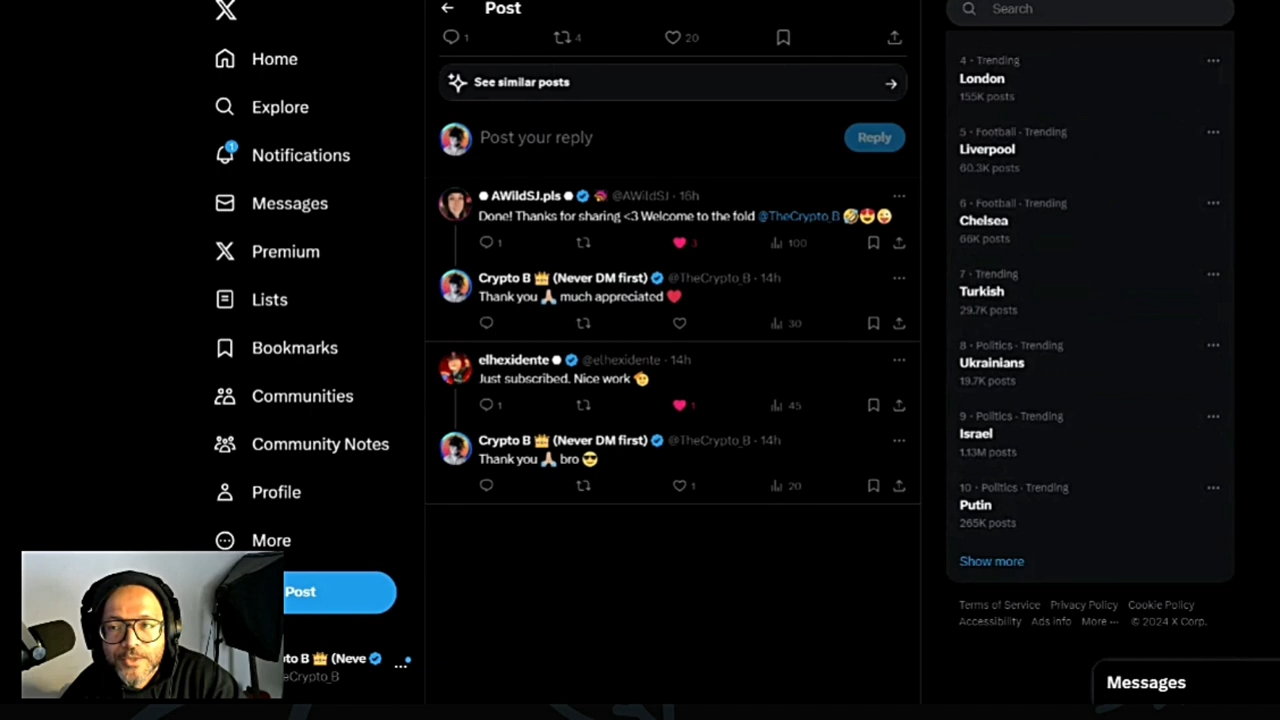 Home
Explore
1
Notifications
Messages
Premium
Lists
Bookmarks
Communities
Community Notes
Profile
More
Post
to B 👑 (Neve
eCrypto_B
Post
1
4
20
See similar posts
Post your reply
Reply
AWildSJ.pls @AWildSJ · 16h
Done! Thanks for sharing <3 Welcome to the fold @TheCrypto_B 🤣😍😜
1
3
100
Crypto B 👑 (Never DM first) @TheCrypto_B · 14h
Thank you 🙏🏻 much appreciated ❤️
30
elhexidente @elhexidente · 14h
Just subscribed. Nice work 🫡
1
1
45
Crypto B 👑 (Never DM first) @TheCrypto_B · 14h
Thank you 🙏🏻 bro 😎
1
20
Search
4 · Trending
London
155K posts
5 · Football · Trending
Liverpool
60.3K posts
6 · Football · Trending
Chelsea
66K posts
7 · Trending
Turkish
29.7K posts
8 · Politics · Trending
Ukrainians
19.7K posts
9 · Politics · Trending
Israel
1.13M posts
10 · Politics · Trending
Putin
265K posts
Show more
Terms of Service Privacy Policy Cookie Policy
Accessibility Ads info More ··· © 2024 X Corp.
Messages